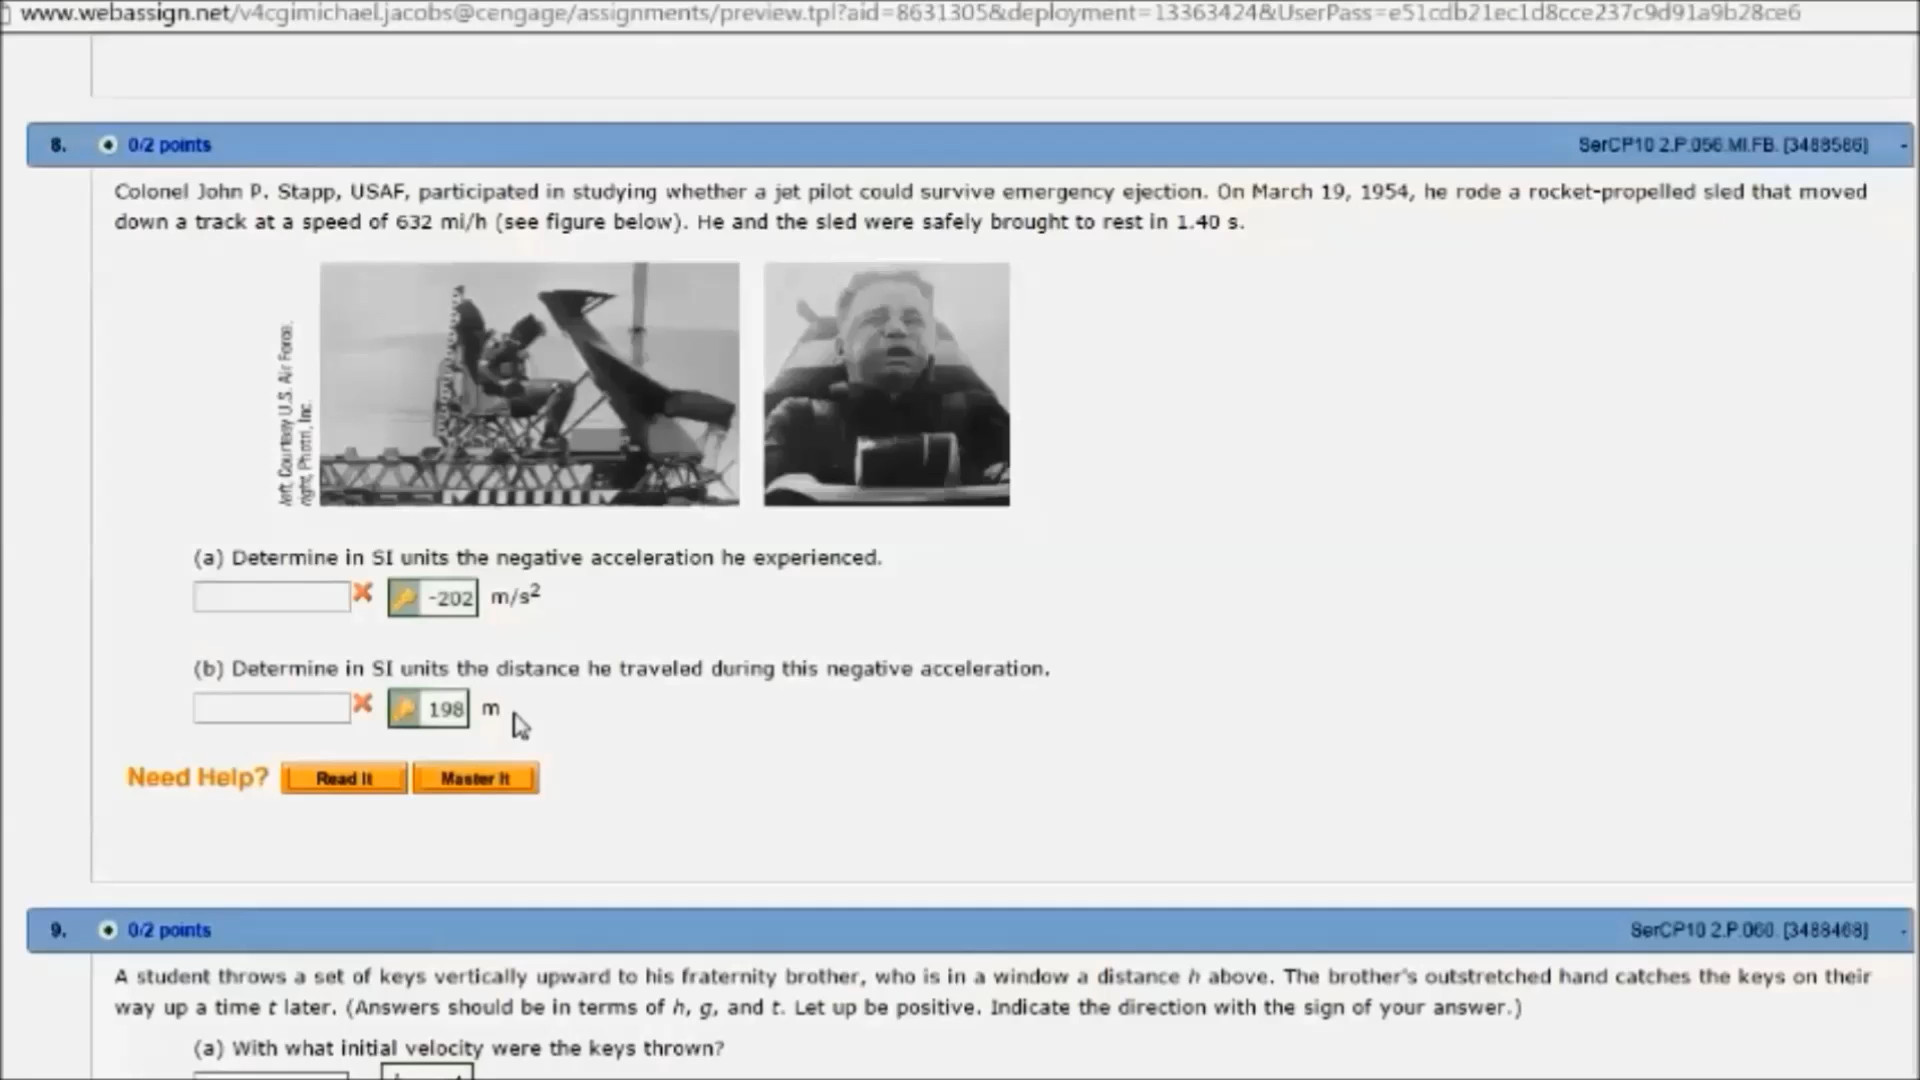 www.webassign.net/v4cgimichael.jacobs@cengage/assignments/preview.tpl?aid=8631305&deployment=13363424&UserPass=e51cdb21ec1d8cce237c9d91a9b28ce6
8. 0/2 points SerCP10 2.P.056.MI.FB. [3488586] -
Colonel John P. Stapp, USAF, participated in studying whether a jet pilot could survive emergency ejection. On March 19, 1954, he rode a rocket-propelled sled that moved
down a track at a speed of 632 mi/h (see figure below). He and the sled were safely brought to rest in 1.40 s.
left, Courtesy U.S. Air Force,
right, Photri, Inc.
(a) Determine in SI units the negative acceleration he experienced.
-202 m/s²
(b) Determine in SI units the distance he traveled during this negative acceleration.
198 m
Need Help? Read It Master It
9. 0/2 points SerCP10 2.P.060. [3488468] -
A student throws a set of keys vertically upward to his fraternity brother, who is in a window a distance h above. The brother's outstretched hand catches the keys on their
way up a time t later. (Answers should be in terms of h, g, and t. Let up be positive. Indicate the direction with the sign of your answer.)
(a) With what initial velocity were the keys thrown?